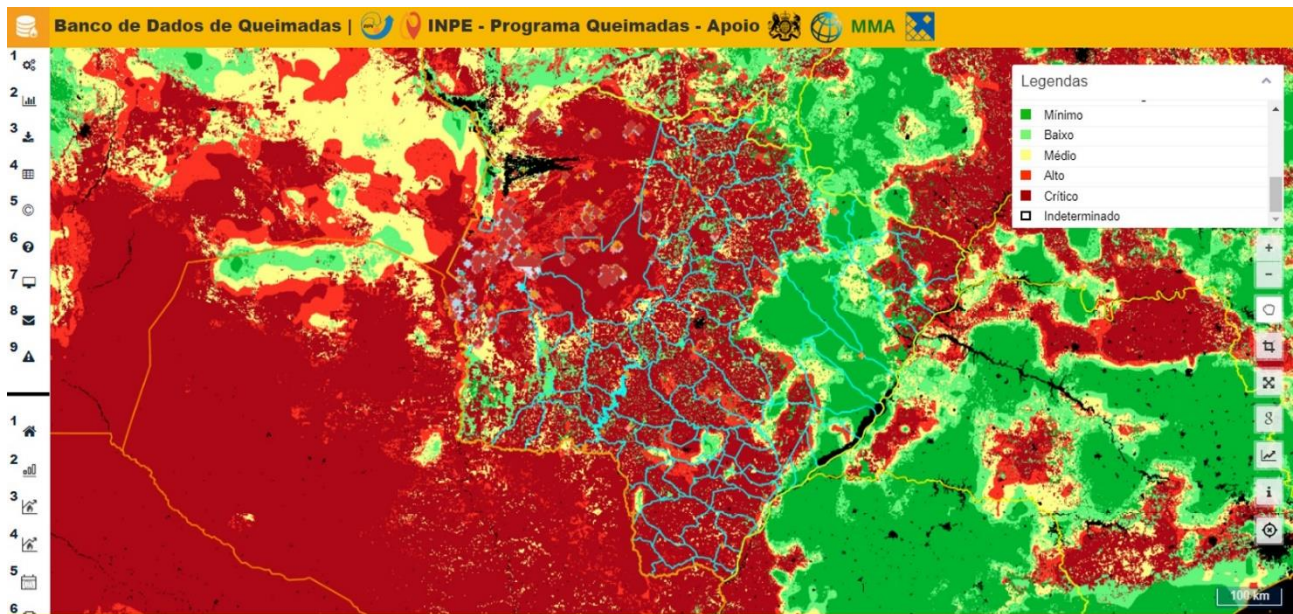 Banco de Dados de Queimadas | INPE - Programa Queimadas - Apoio MMA
1
2
3
4
5
6
7
8
9
1
2
3
4
5
6
Legendas
Mínimo
Baixo
Médio
Alto
Crítico
Indeterminado
+
−
8
i
100 km